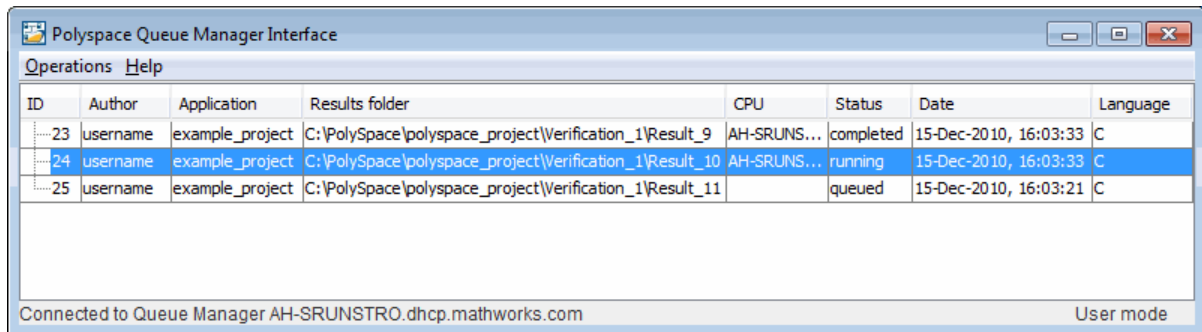 Polyspace Queue Manager Interface
Operations Help
ID Author Application Results folder CPU Status Date Language
23 username example_project C:\PolySpace\polyspace_project\Verification_1\Result_9 AH-SRUNS... completed 15-Dec-2010, 16:03:33 C
24 username example_project C:\PolySpace\polyspace_project\Verification_1\Result_10 AH-SRUNS... running 15-Dec-2010, 16:03:33 C
25 username example_project C:\PolySpace\polyspace_project\Verification_1\Result_11 queued 15-Dec-2010, 16:03:21 C
Connected to Queue Manager AH-SRUNSTRO.dhcp.mathworks.com User mode